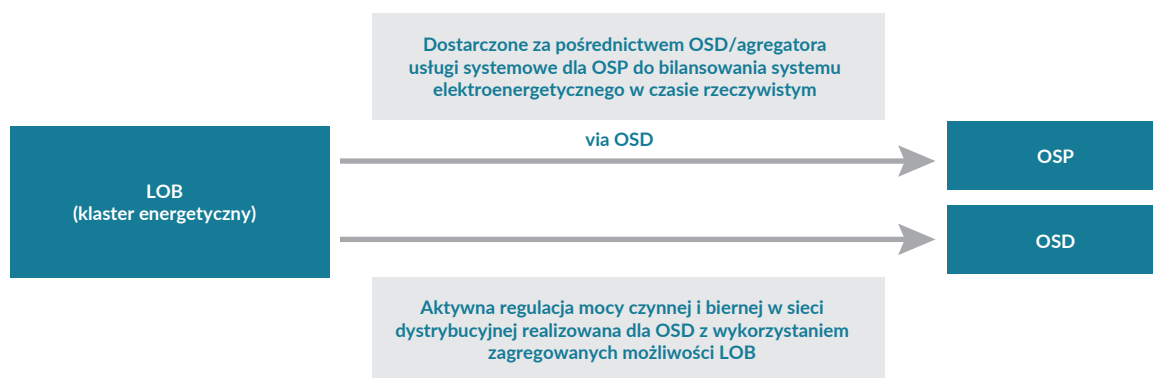 Dostarczone za pośrednictwem OSD/agregatora
usługi systemowe dla OSP do bilansowania systemu
elektroenergetycznego w czasie rzeczywistym
via OSD
LOB
(klaster energetyczny)
OSP
OSD
Aktywna regulacja mocy czynnej i biernej w sieci
dystrybucyjnej realizowana dla OSD z wykorzystaniem
zagregowanych możliwości LOB